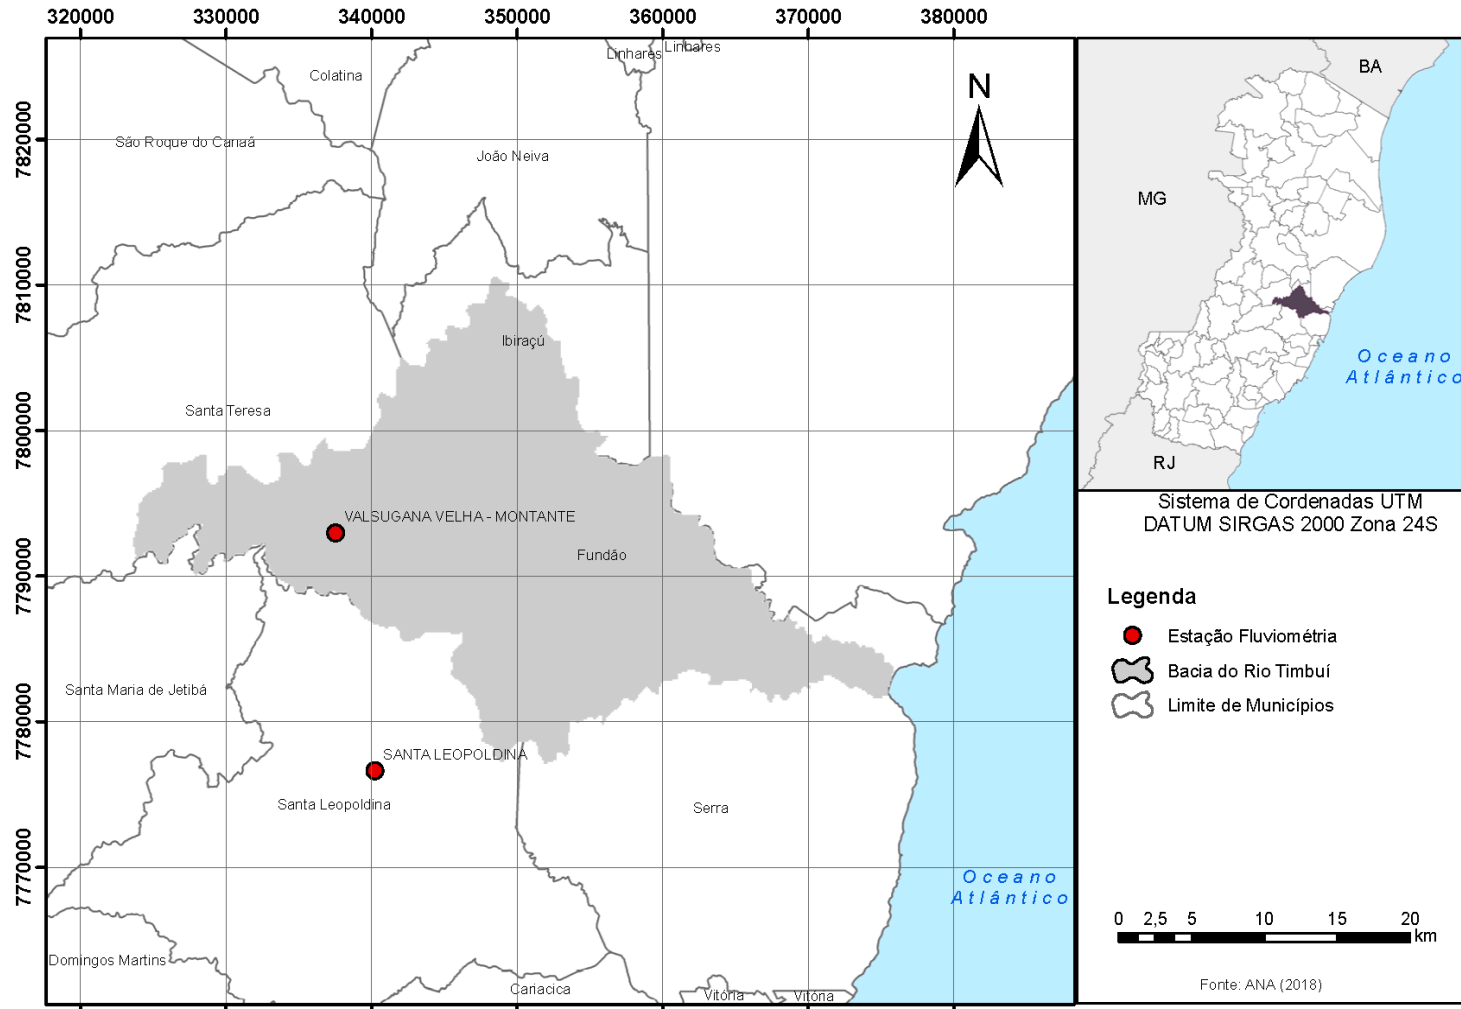 320000 330000 340000 350000 360000 370000 380000
7820000
7810000
7800000
7790000
7780000
7770000
Linhares
Linhares
Colatina
São Roque do Canaã
João Neiva
Ibiraçú
Santa Teresa
VALSUGANA VELHA - MONTANTE
Fundão
Santa Maria de Jetibá
SANTA LEOPOLDINA
Santa Leopoldina
Serra
Oceano
Atlântico
Domingos Martins
Cariacica
Vitória
Vitória
N
BA
MG
Oceano
Atlântico
RJ
Sistema de Cordenadas UTM
DATUM SIRGAS 2000 Zona 24S
Legenda
Estação Fluviométria
Bacia do Rio Timbuí
Limite de Municípios
0 2,5 5 10 15 20
km
Fonte: ANA (2018)